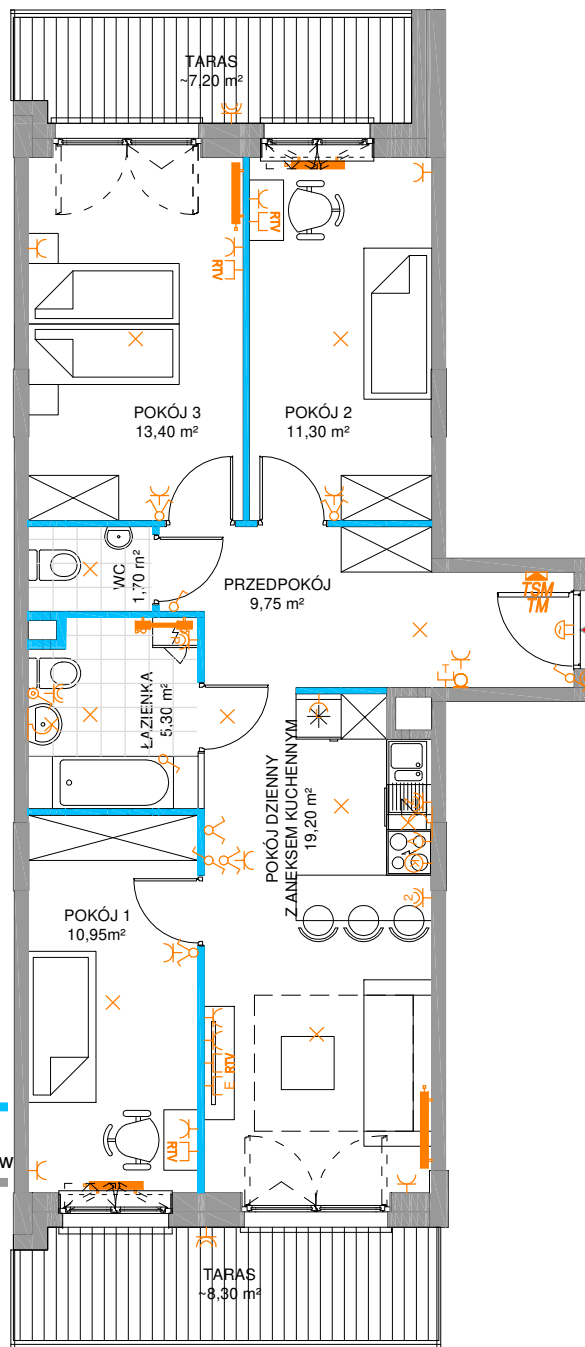 TARAS
~7,20 m²
RTV
RTV
POKÓJ 3
13,40 m²
POKÓJ 2
11,30 m²
WC
1,70 m²
PRZEDPOKÓJ
9,75 m²
TSM
TM
T
ŁAZIENKA
5,30 m²
POKÓJ DZIENNY
Z ANEKSEM KUCHENNYM
19,20 m²
K
2
POKÓJ 1
10,95m²
RTV
E
RTV
W
TARAS
~8,30 m²